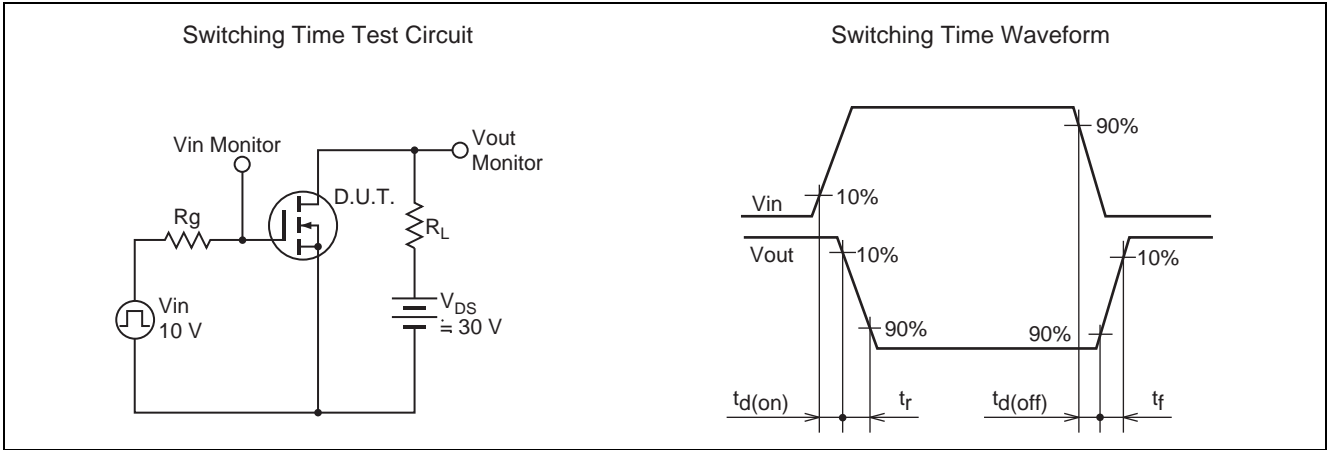 Switching Time Test Circuit
Vin Monitor
Vout
Monitor
D.U.T.
Rg
RL
Vin
10 V
VDS
≒ 30 V
Switching Time Waveform
90%
Vin
10%
Vout
10%
10%
90%
90%
td(on)
tr
td(off)
tf